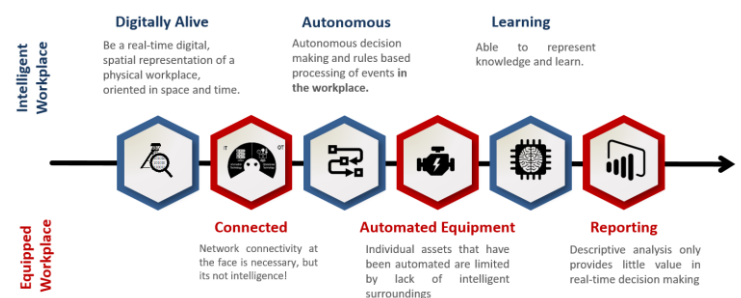 Intelligent
Workplace
Digitally Alive
Be a real-time digital,
spatial representation of a
physical workplace,
oriented in space and time.
Autonomous
Autonomous decision
making and rules based
processing of events in
the workplace.
Learning
Able to represent
knowledge and learn.
IT
OT
Equipped
Workplace
Connected
Network connectivity at
the face is necessary, but
its not intelligence!
Automated Equipment
Individual assets that have
been automated are limited
by lack of intelligent
surroundings
Reporting
Descriptive analysis only
provides little value in
real-time decision making